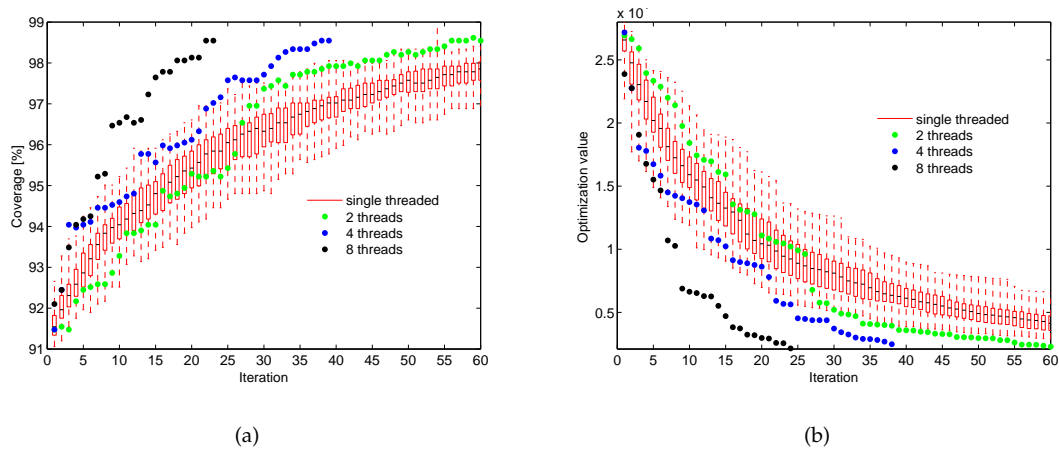 99
98
97
96
95
94
93
92
91
Coverage [%]
1 5 10 15 20 25 30 35 40 45 50 55 60
Iteration
single threaded
2 threads
4 threads
8 threads
(a)
x 10
2.5
2
1.5
1
0.5
Optimization value
0 5 10 15 20 25 30 35 40 45 50 55 60
Iteration
single threaded
2 threads
4 threads
8 threads
(b)